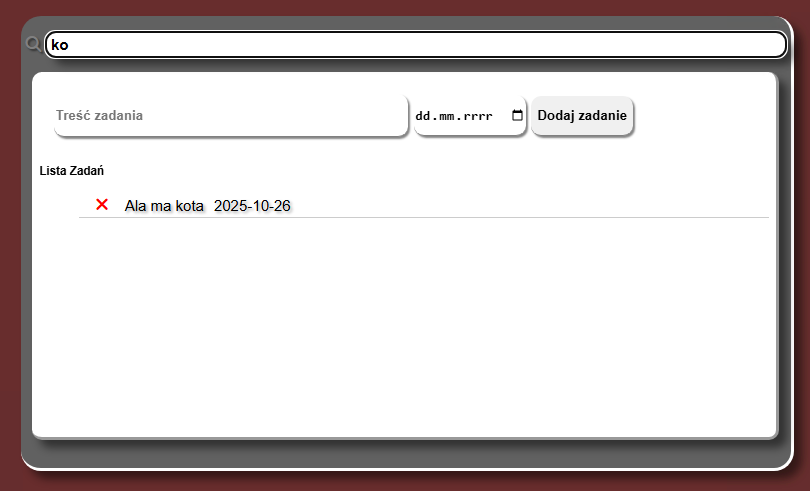 ko
Treść zadania dd.mm.rrrr Dodaj zadanie
Lista Zadań
Ala ma kota 2025-10-26